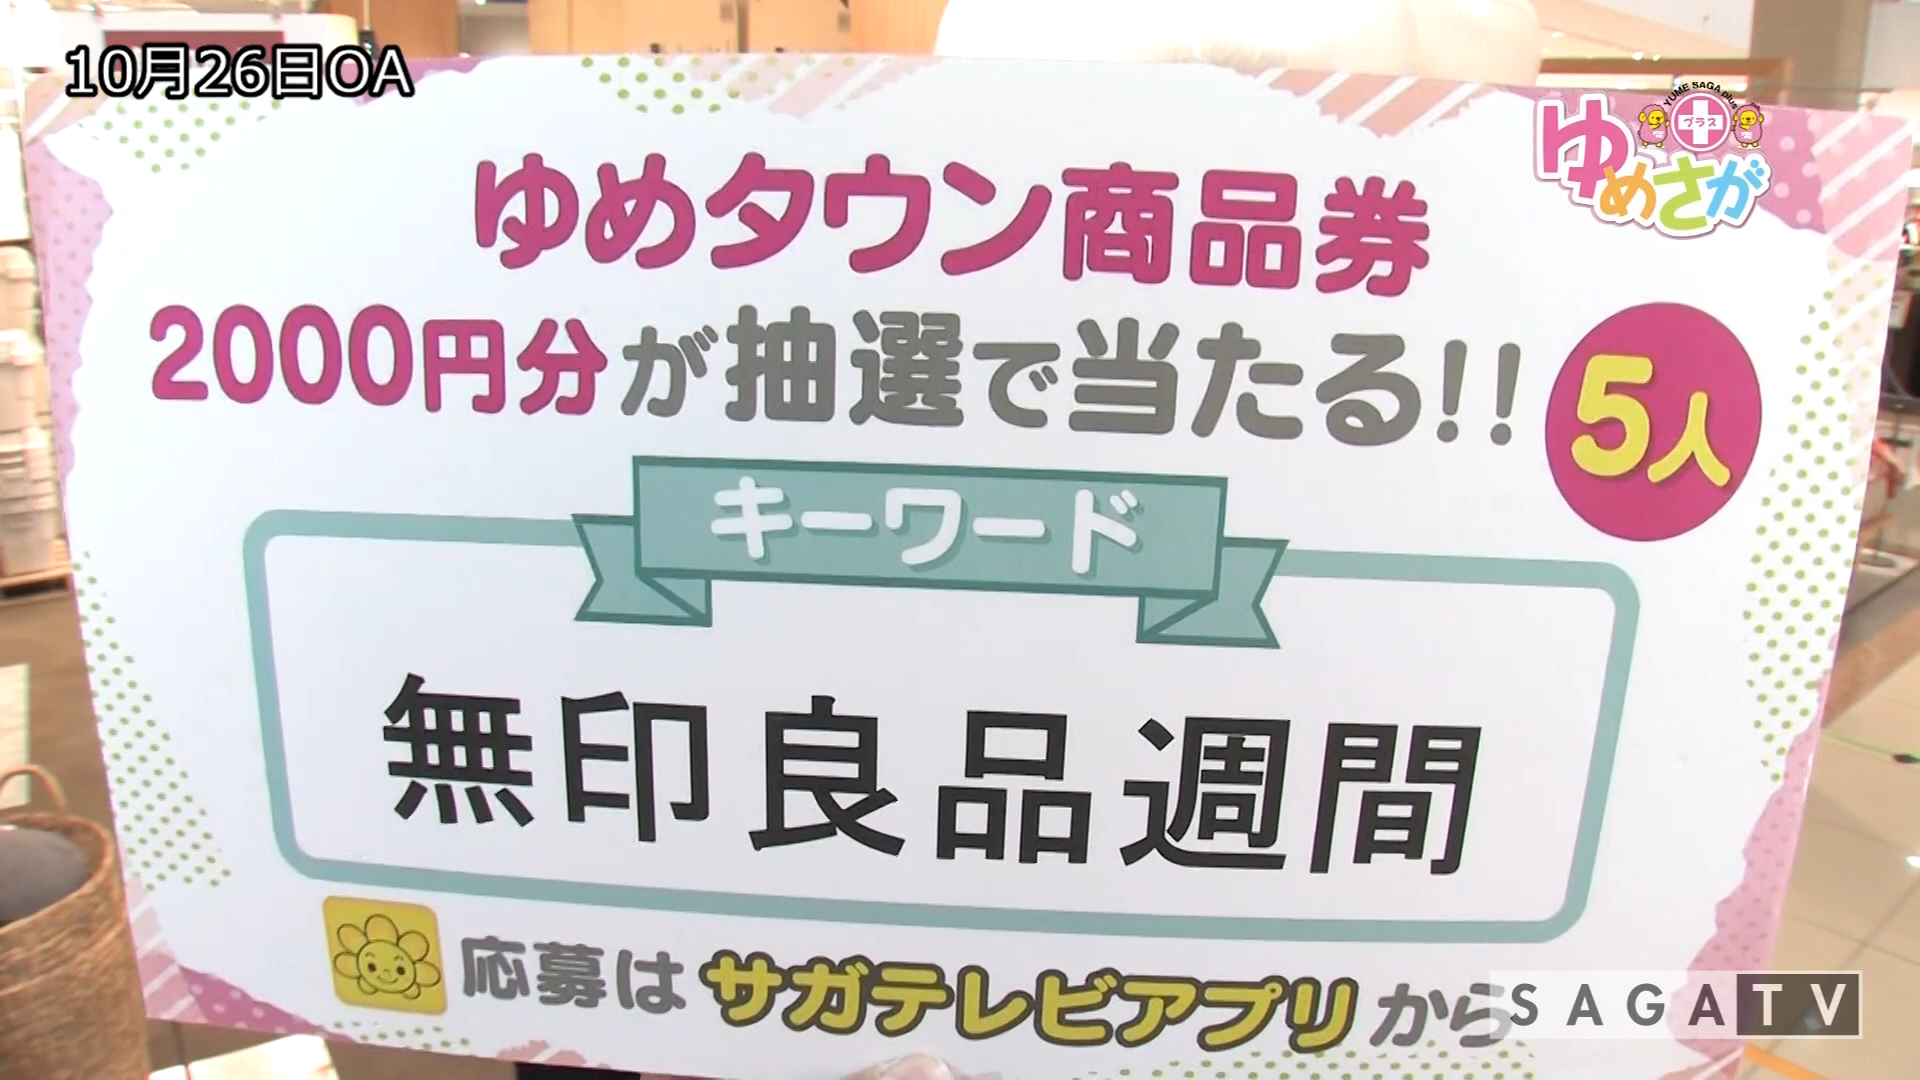 10月26日OA
YUME SAGA plus
プラス
ゆめさが
ゆめタウン商品券
2000円分が抽選で当たる!!
5人
キーワード
無印良品週間
応募はサガテレビアプリから
SAGATV